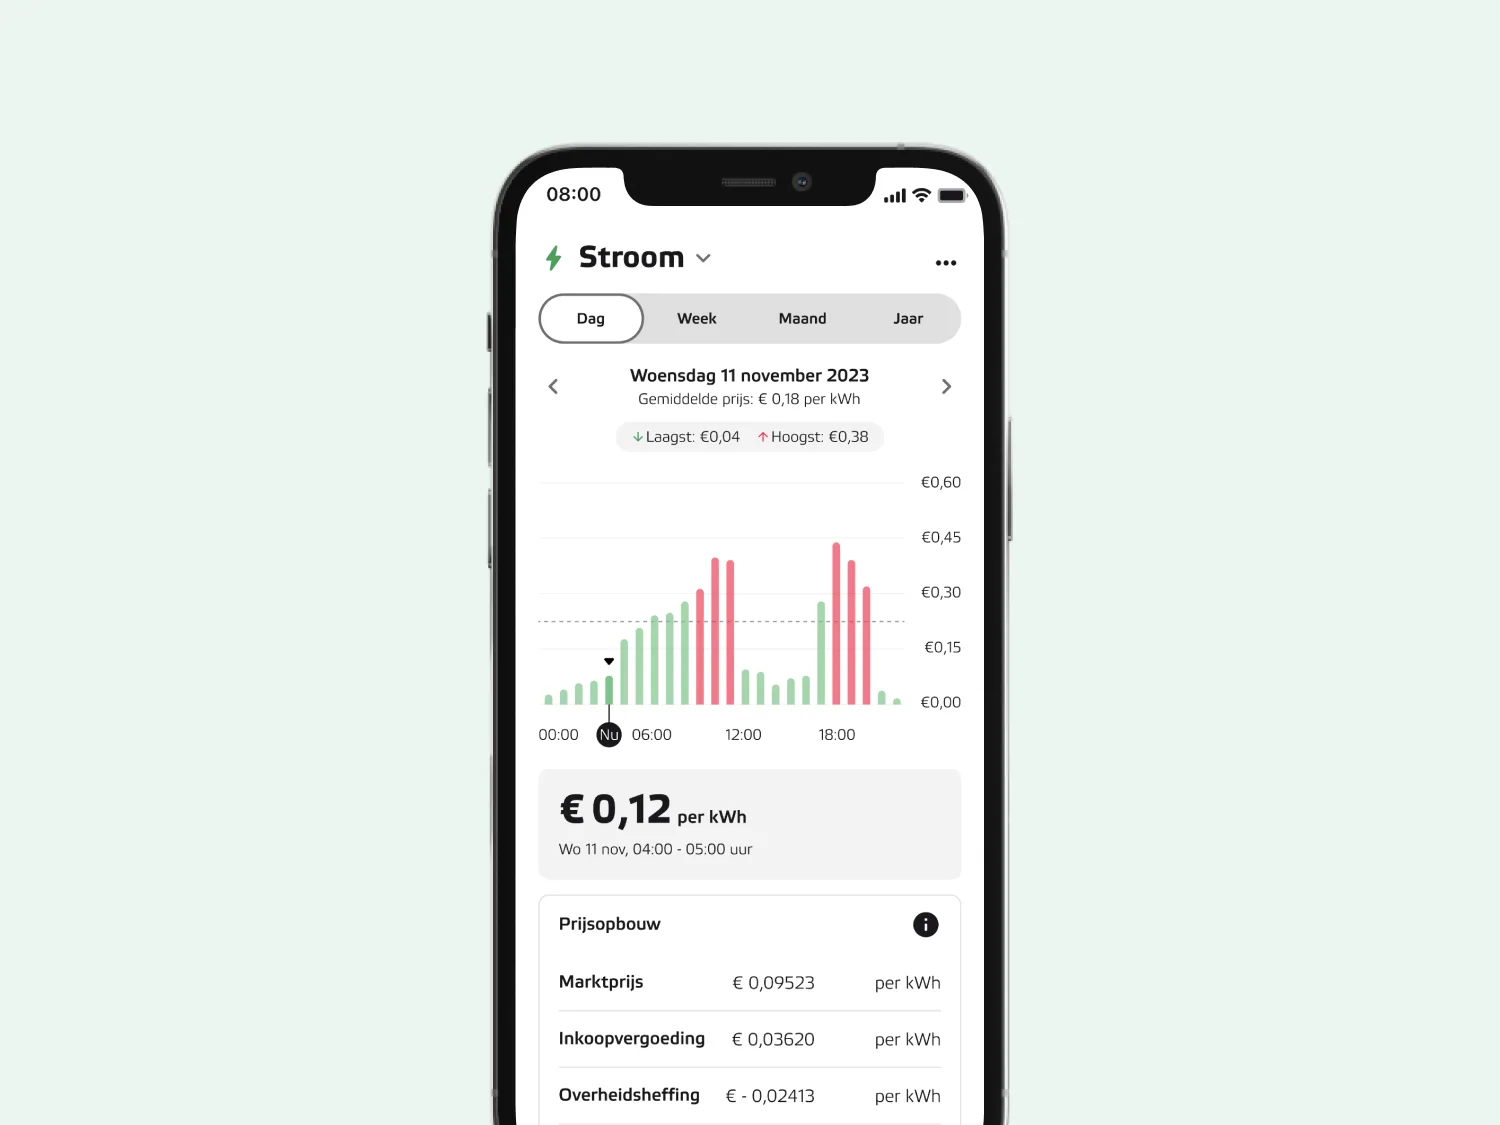 08:00
Stroom
Dag Week Maand Jaar
Woensdag 11 november 2023
Gemiddelde prijs: € 0,18 per kWh
Laagst: €0,04 Hoogst: €0,38
€0,60
€0,45
€0,30
€0,15
€0,00
00:00 Nu 06:00 12:00 18:00
€ 0,12 per kWh
Wo 11 nov, 04:00 - 05:00 uur
Prijsopbouw
Marktprijs € 0,09523 per kWh
Inkoopvergoeding € 0,03620 per kWh
Overheidsheffing € - 0,02413 per kWh